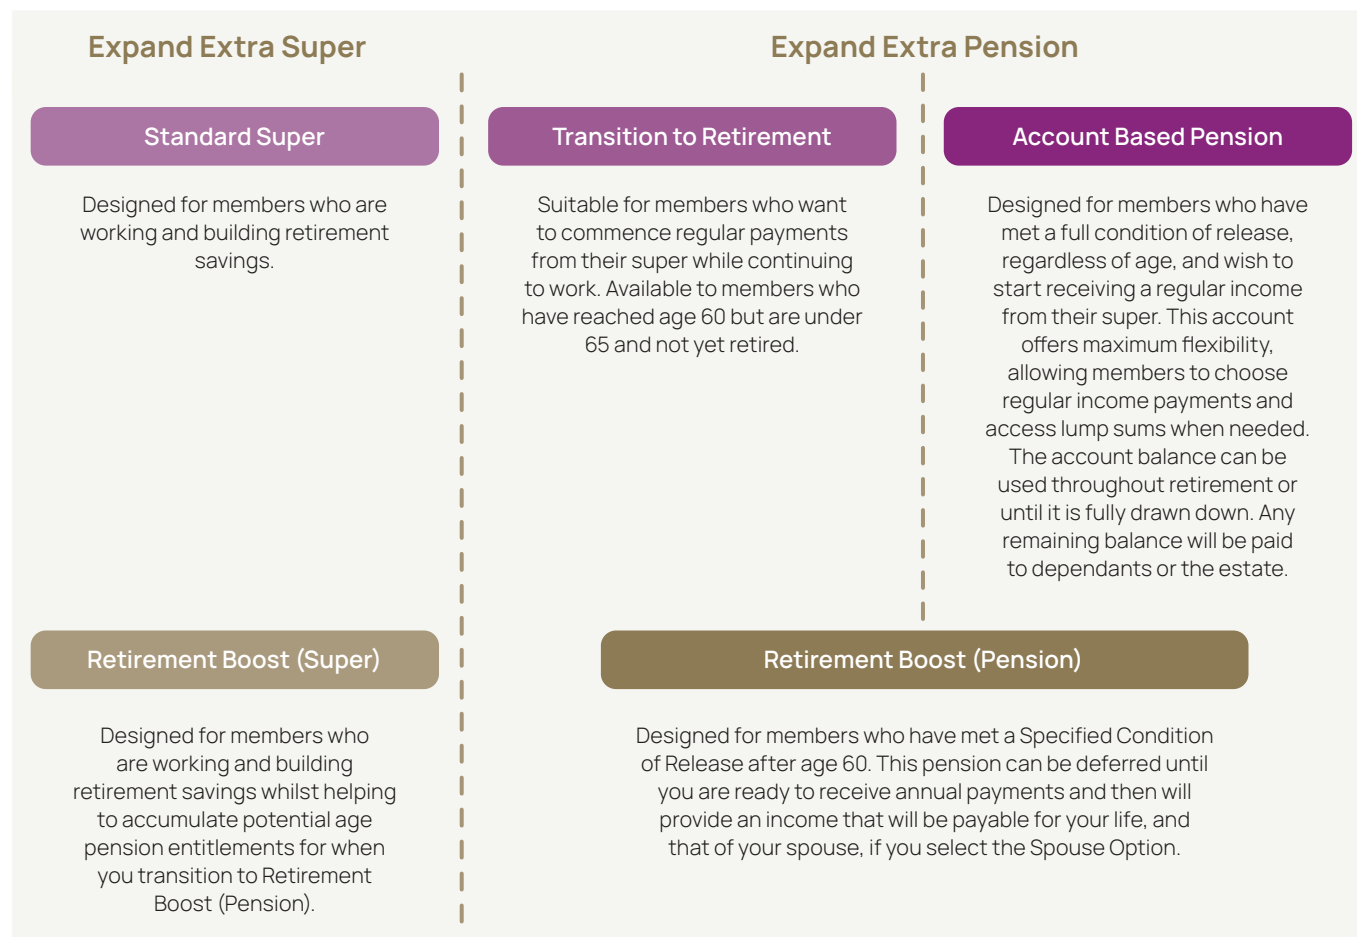 Expand Extra Super
Expand Extra Pension
Standard Super
Designed for members who are
working and building retirement
savings.
Transition to Retirement
Suitable for members who want
to commence regular payments
from their super while continuing
to work. Available to members who
have reached age 60 but are under
65 and not yet retired.
Account Based Pension
Designed for members who have
met a full condition of release,
regardless of age, and wish to
start receiving a regular income
from their super. This account
offers maximum flexibility,
allowing members to choose
regular income payments and
access lump sums when needed.
The account balance can be
used throughout retirement or
until it is fully drawn down. Any
remaining balance will be paid
to dependants or the estate.
Retirement Boost (Super)
Designed for members who
are working and building
retirement savings whilst helping
to accumulate potential age
pension entitlements for when
you transition to Retirement
Boost (Pension).
Retirement Boost (Pension)
Designed for members who have met a Specified Condition
of Release after age 60. This pension can be deferred until
you are ready to receive annual payments and then will
provide an income that will be payable for your life, and
that of your spouse, if you select the Spouse Option.